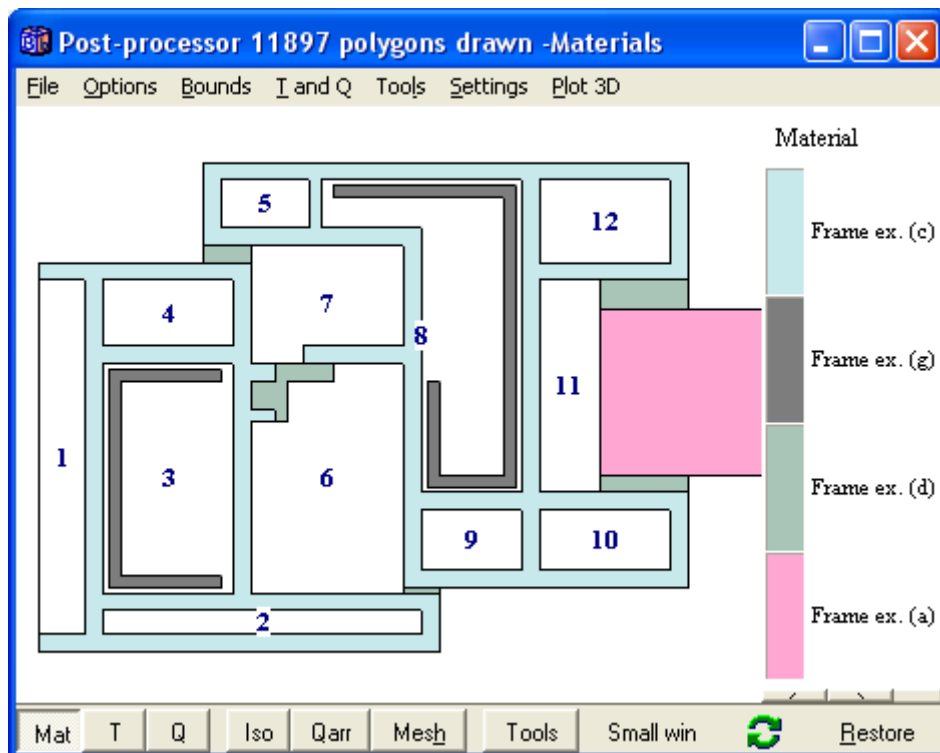 Post-processor 11897 polygons drawn -Materials
File Options Bounds T and Q Tools Settings Plot 3D
Material
5
12
Frame ex. (c)
4
7
8
Frame ex. (g)
11
1
3
6
Frame ex. (d)
9
10
2
Frame ex. (a)
Mat T Q Iso Qarr Mesh Tools Small win Restore